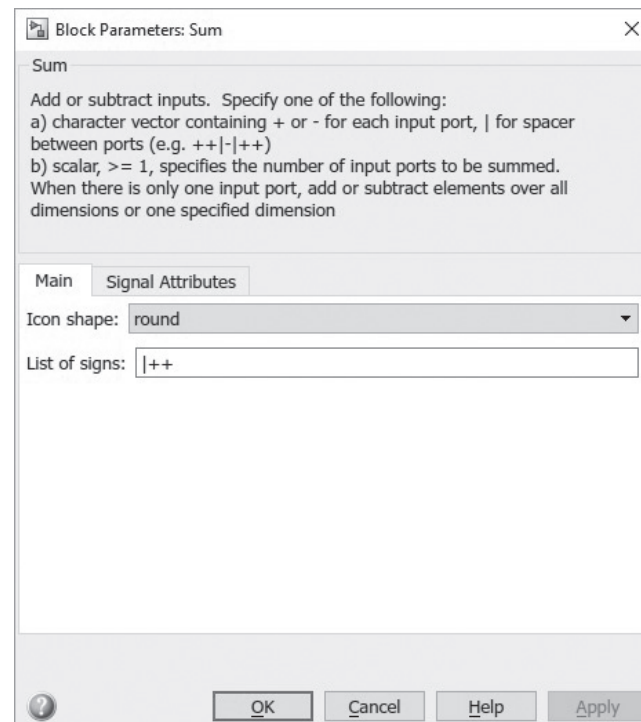 Block Parameters: Sum
Sum
Add or subtract inputs.  Specify one of the following:
a) character vector containing + or - for each input port, | for spacer
between ports (e.g. ++|-|++)
b) scalar, >= 1, specifies the number of input ports to be summed.
When there is only one input port, add or subtract elements over all
dimensions or one specified dimension
Main Signal Attributes
Icon shape: round
List of signs: |++
? OK Cancel Help Apply